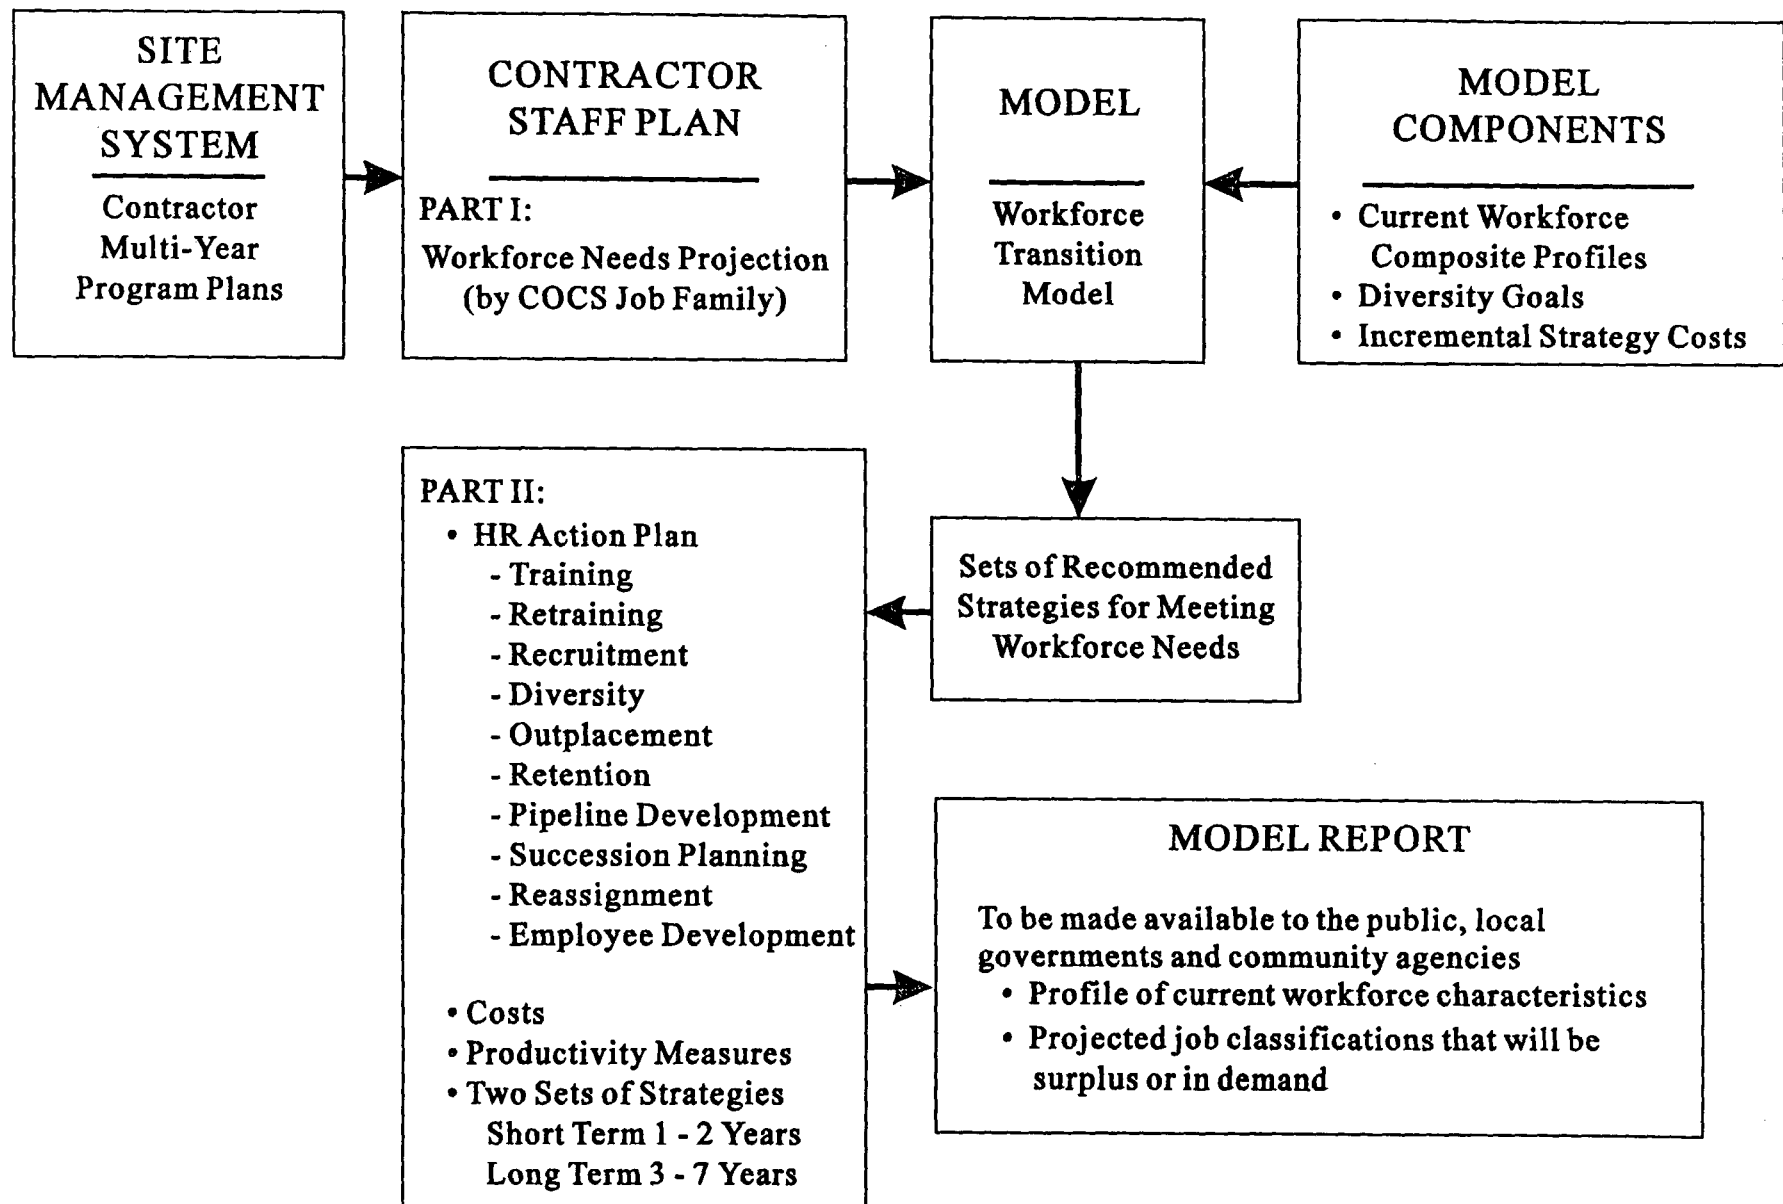 SITE
MANAGEMENT
SYSTEM
Contractor
Multi-Year
Program Plans
CONTRACTOR
STAFF PLAN
PART I:
Workforce Needs Projection
(by COCS Job Family)
MODEL
Workforce
Transition
Model
MODEL
COMPONENTS
• Current Workforce
Composite Profiles
• Diversity Goals
• Incremental Strategy Costs
PART II:
• HR Action Plan
- Training
- Retraining
- Recruitment
- Diversity
- Outplacement
- Retention
- Pipeline Development
- Succession Planning
- Reassignment
- Employee Development
• Costs
• Productivity Measures
• Two Sets of Strategies
Short Term 1 - 2 Years
Long Term 3 - 7 Years
Sets of Recommended
Strategies for Meeting
Workforce Needs
MODEL REPORT
To be made available to the public, local
governments and community agencies
• Profile of current workforce characteristics
• Projected job classifications that will be
surplus or in demand